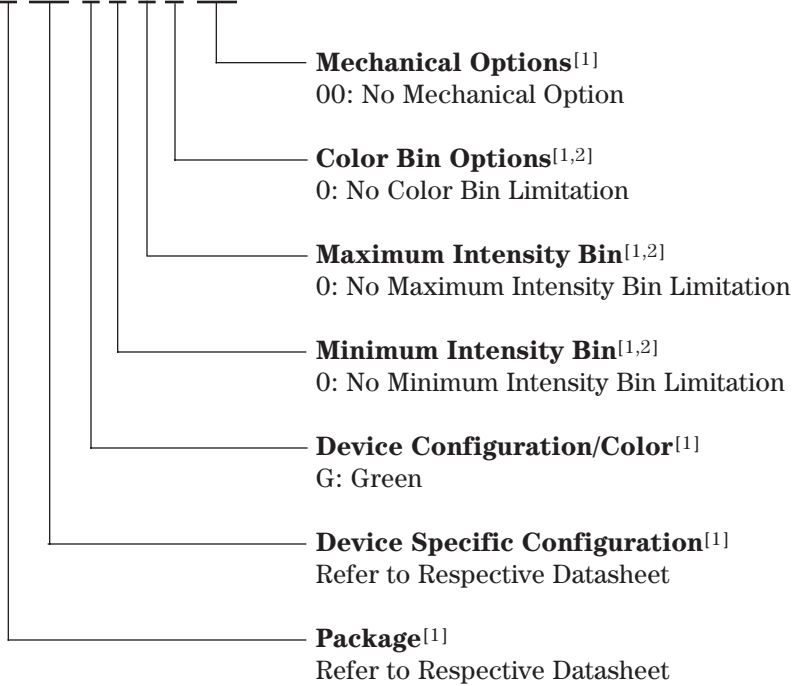 Mechanical Options[1]
00: No Mechanical Option
Color Bin Options[1,2]
0: No Color Bin Limitation
Maximum Intensity Bin[1,2]
0: No Maximum Intensity Bin Limitation
Minimum Intensity Bin[1,2]
0: No Minimum Intensity Bin Limitation
Device Configuration/Color[1]
G: Green
Device Specific Configuration[1]
Refer to Respective Datasheet
Package[1]
Refer to Respective Datasheet